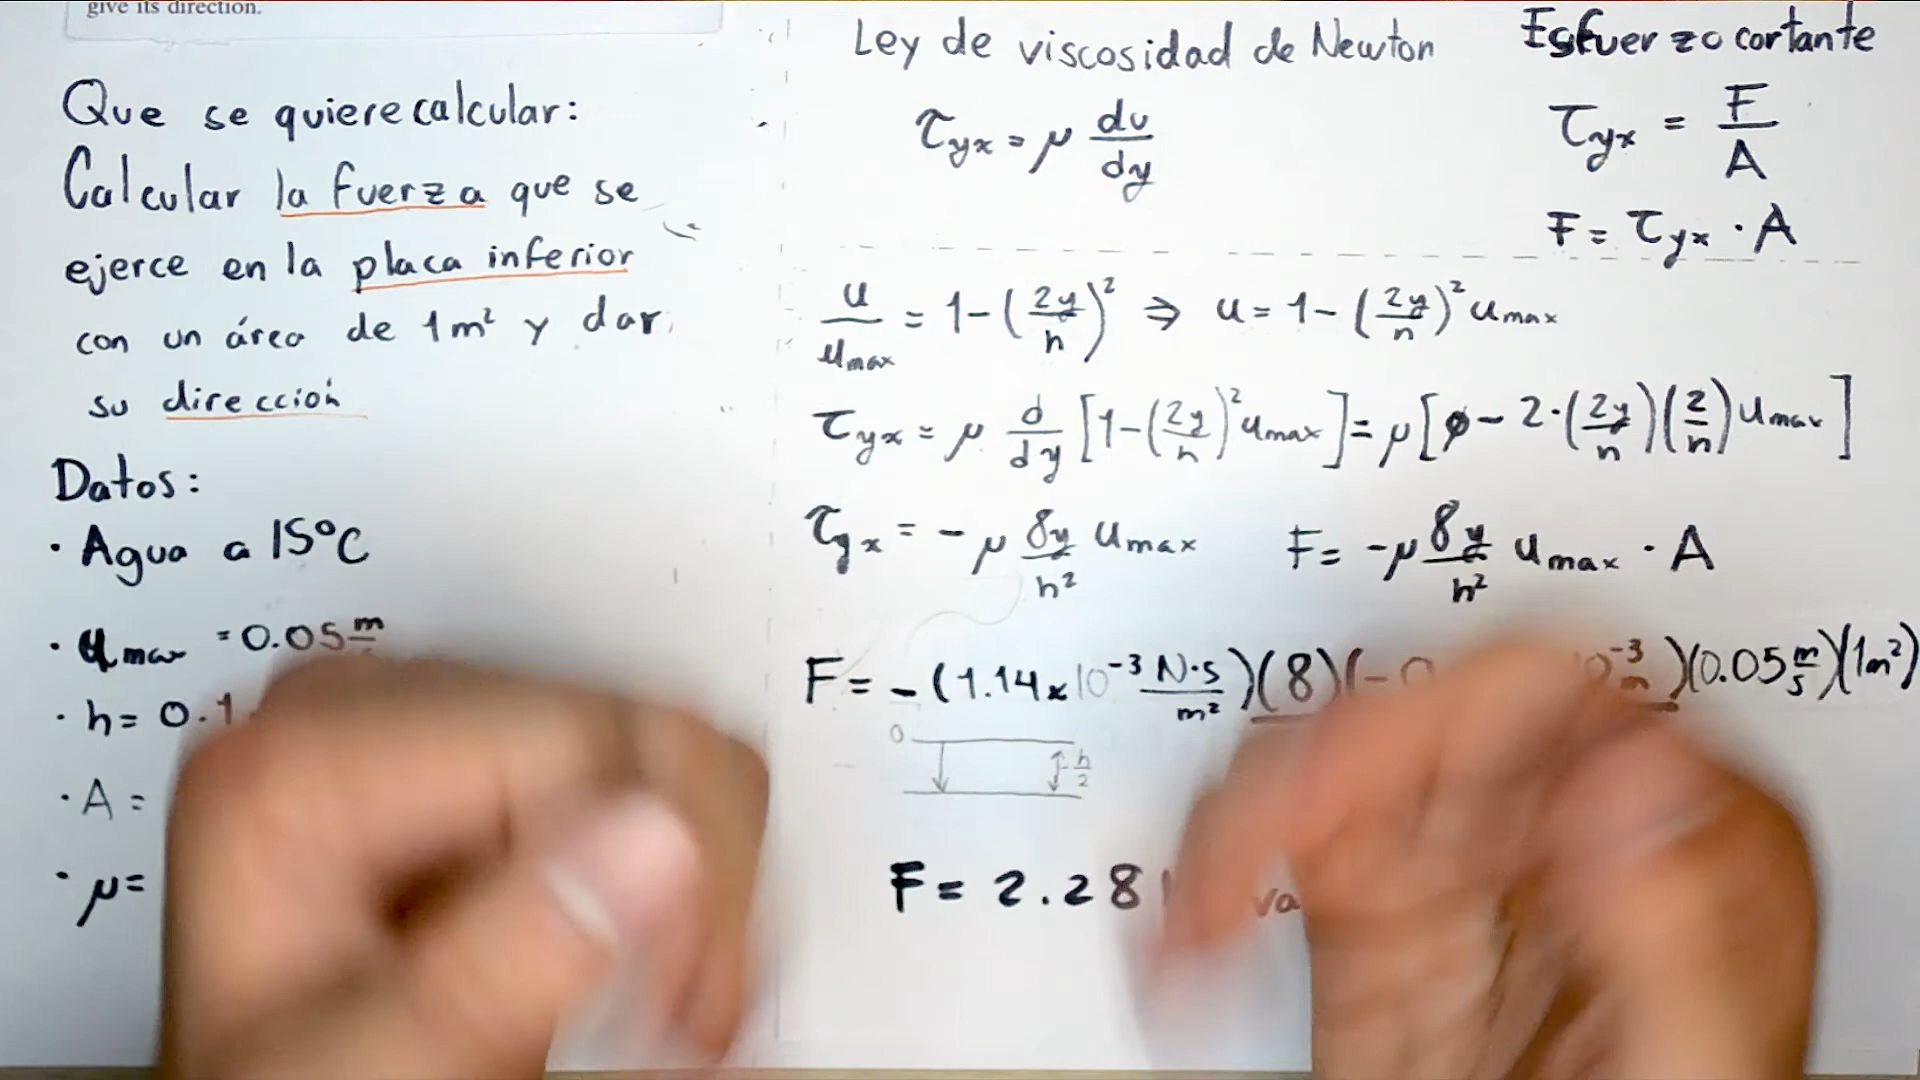 give its direction.
Que se quiere calcular:
Calcular la fuerza que se
ejerce en la placa inferior
con un área de 1m² y dar
su dirección
Datos:
· Agua a 15°C
· umax = 0.05 m
· h = 0.1
· A =
· μ =
Ley de viscosidad de Newton
τyx = μ du/dy
Esfuerzo cortante
τyx = F/A
F = τyx · A
u/umax = 1-(2y/h)² ⇒ u = 1-(2y/h)² umax
τyx = μ d/dy [1-(2y/h)² umax] = μ[0 - 2·(2y/h)(2/h) umax]
τyx = -μ 8y/h² umax
F = -μ 8y/h² umax · A
F = -(1.14x10⁻³ N·s/m²)(8)(-0 10⁻³ m)(0.05 m/s)(1m²)
0
h/2
F = 2.28